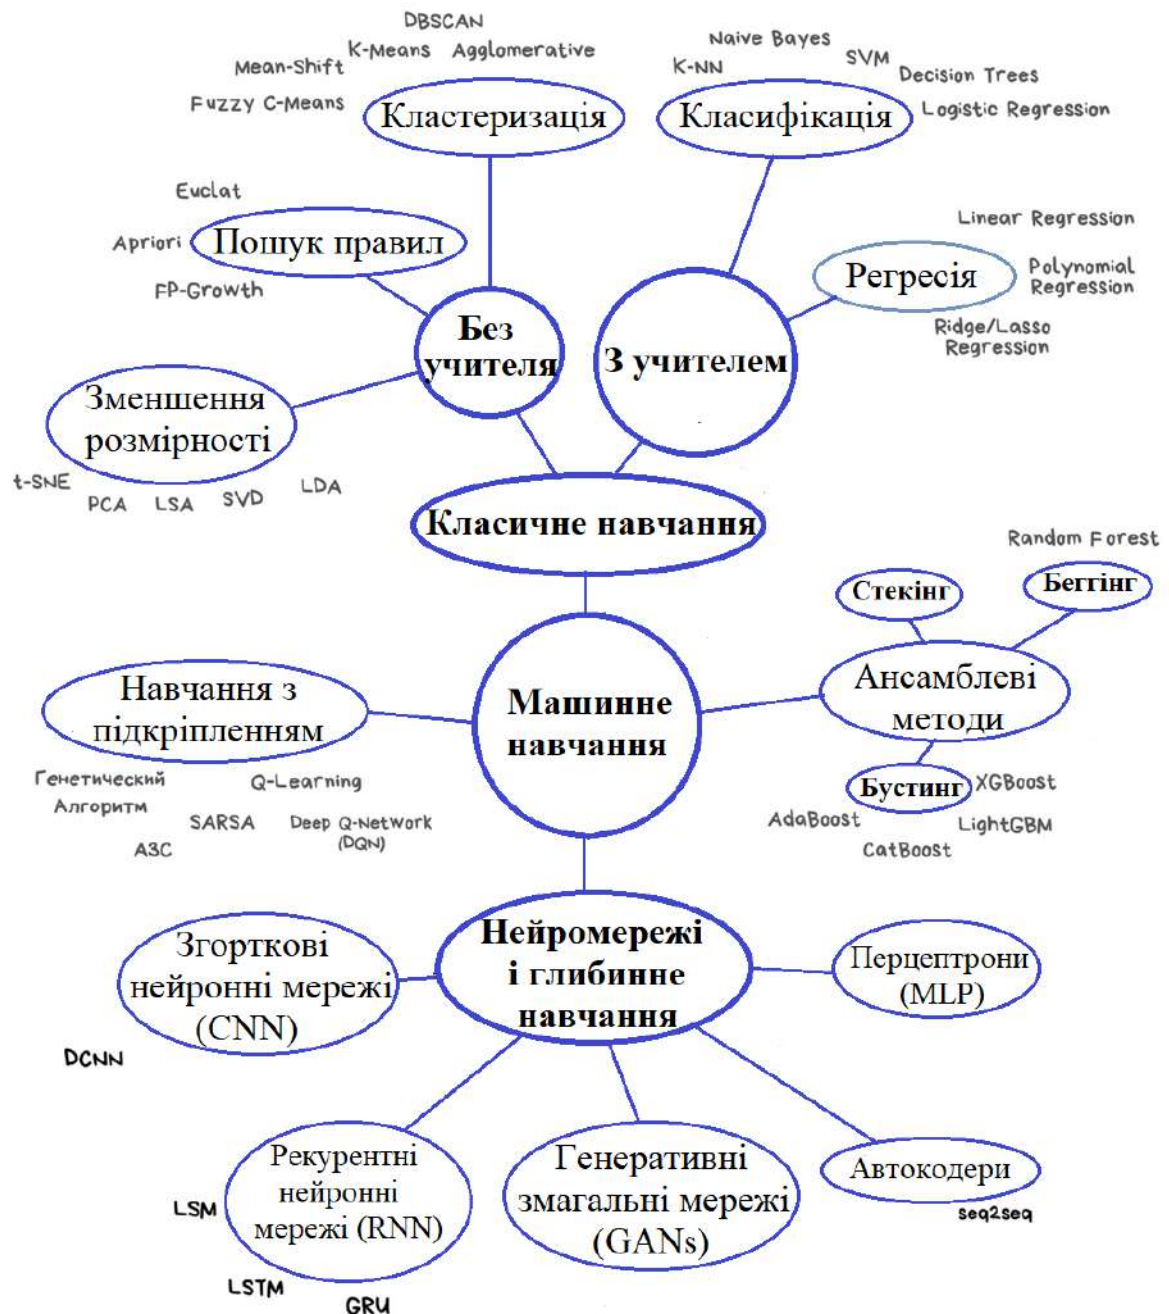 DBSCAN
K-Means Agglomerative
Mean-Shift
Fuzzy C-Means
Кластеризація
Naive Bayes
K-NN
SVM
Decision Trees
Logistic Regression
Класифікація
Euclat
Apriori
Пошук правил
FP-Growth
Linear Regression
Регресія
Polynomial
Regression
Ridge/Lasso
Regression
Без
учителя
З учителем
Зменшення
розмірності
t-SNE
PCA
LSA
SVD
LDA
Класичне навчання
Random Forest
Стекінг
Беггінг
Ансамблеві
методи
Бустинг
XGBoost
AdaBoost
LightGBM
CatBoost
Машинне
навчання
Навчання з
підкріпленням
Генетический
Алгоритм
Q-Learning
SARSA
Deep Q-Network
(DQN)
A3C
Нейромережі
і глибинне
навчання
Згорткові
нейронні мережі
(CNN)
DCNN
Перцептрони
(MLP)
Рекурентні
нейронні
мережі (RNN)
LSM
LSTM
GRU
Генеративні
змагальні мережі
(GANs)
Автокодери
seq2seq